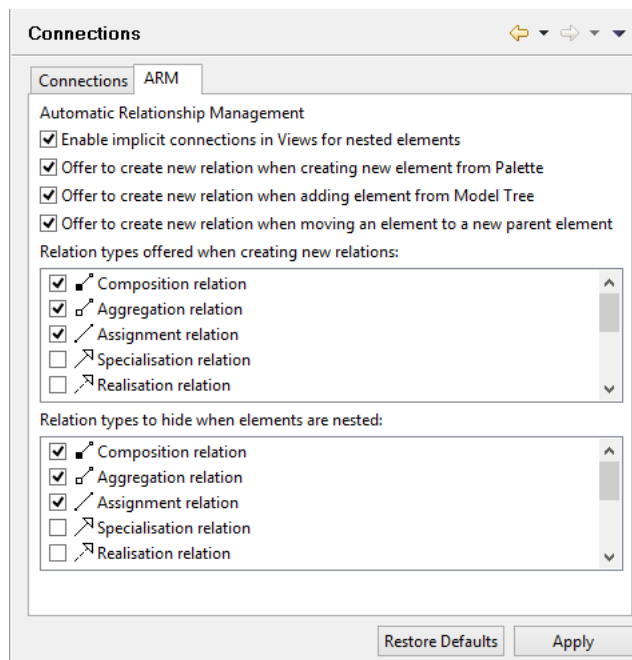 Connections
Connections
ARM
Automatic Relationship Management
Enable implicit connections in Views for nested elements
Offer to create new relation when creating new element from Palette
Offer to create new relation when adding element from Model Tree
Offer to create new relation when moving an element to a new parent element
Relation types offered when creating new relations:
Composition relation
Aggregation relation
Assignment relation
Specialisation relation
Realisation relation
Relation types to hide when elements are nested:
Composition relation
Aggregation relation
Assignment relation
Specialisation relation
Realisation relation
Restore Defaults
Apply